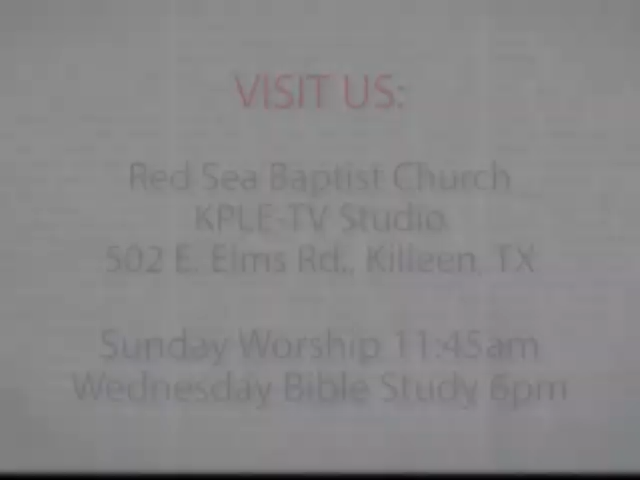 VISIT US:
Red Sea Baptist Church
KPLE-TV Studio
502 E. Elms Rd., Killeen, TX
Sunday Worship 11:45am
Wednesday Bible Study 6pm